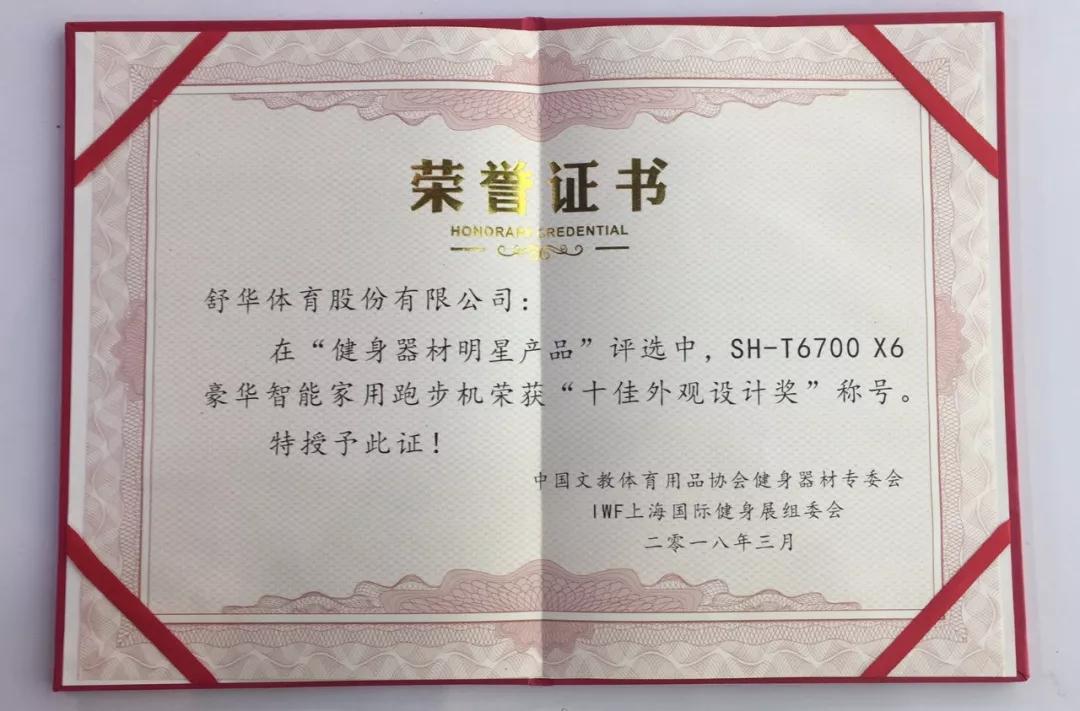 荣誉证书
HONORARY CREDENTIAL
舒华体育股份有限公司：
在“健身器材明星产品”评选中，SH-T6700 X6
豪华智能家用跑步机荣获“十佳外观设计奖”称号。
特授予此证！
中国文教体育用品协会健身器材专委会
IWF上海国际健身展组委会
二零一八年三月